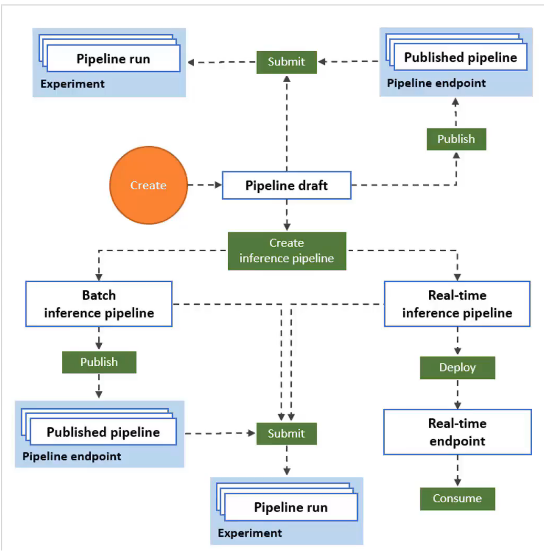 Pipeline run
Experiment
Submit
Published pipeline
Pipeline endpoint
Publish
Create
Pipeline draft
Create
inference pipeline
Batch
inference pipeline
Real-time
inference pipeline
Publish
Deploy
Published pipeline
Pipeline endpoint
Submit
Real-time
endpoint
Pipeline run
Experiment
Consume